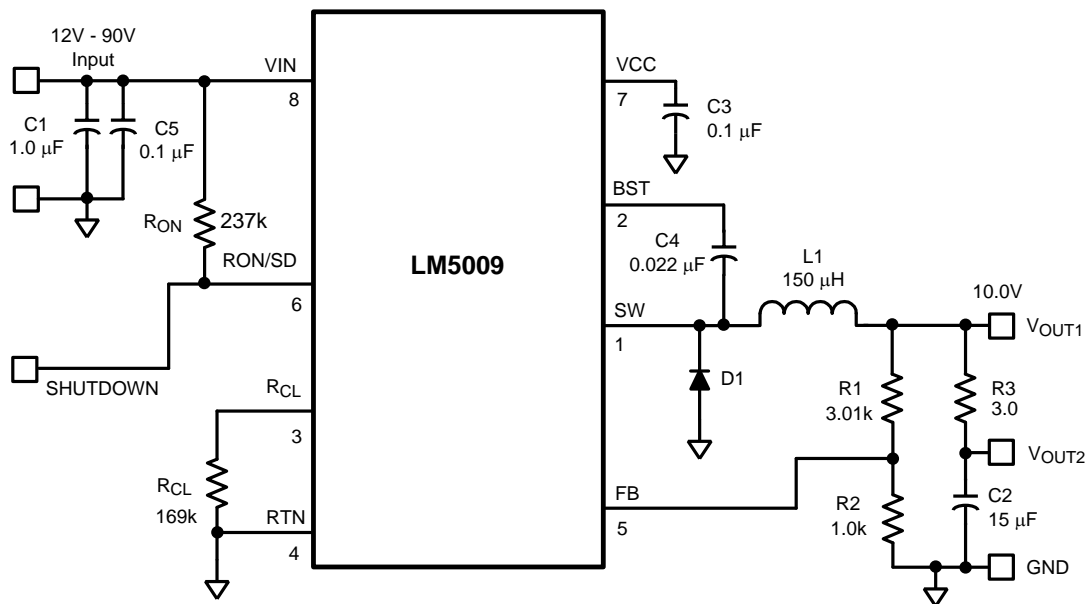 12V - 90V
Input
VIN
8
C1
1.0 μF
C5
0.1 μF
RON
237k
RON/SD
6
SHUTDOWN
RCL
3
RCL
169k
RTN
4
LM5009
VCC
7
C3
0.1 μF
BST
2
C4
0.022 μF
L1
150 μH
SW
1
D1
10.0V
VOUT1
R1
3.01k
R3
3.0
VOUT2
FB
5
R2
1.0k
C2
15 μF
GND